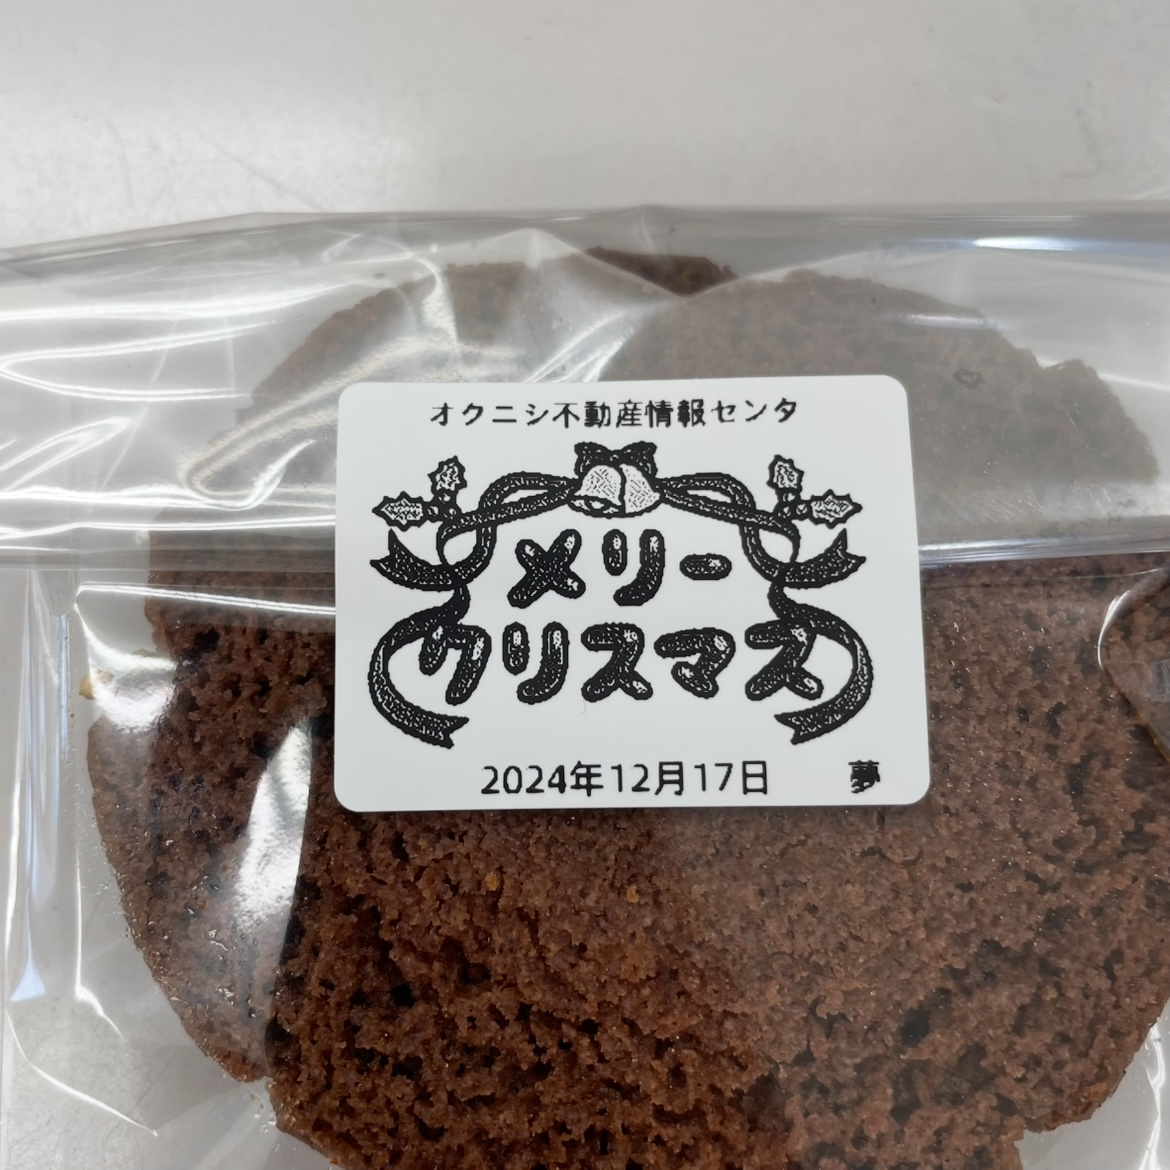 オクニシ不動産情報センタ
メリー
クリスマス
2024年12月17日 夢